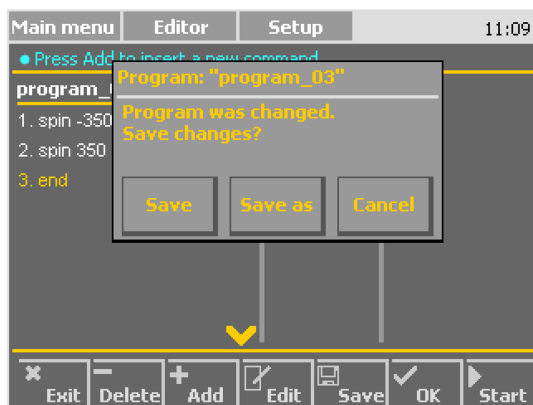 Main menu Editor Setup 11:09
Press Add to insert a new command
program_
Program: "program_03"
Program was changed.
Save changes?
1. spin -350
2. spin 350
3. end
Save Save as Cancel
Exit Delete Add Edit Save OK Start